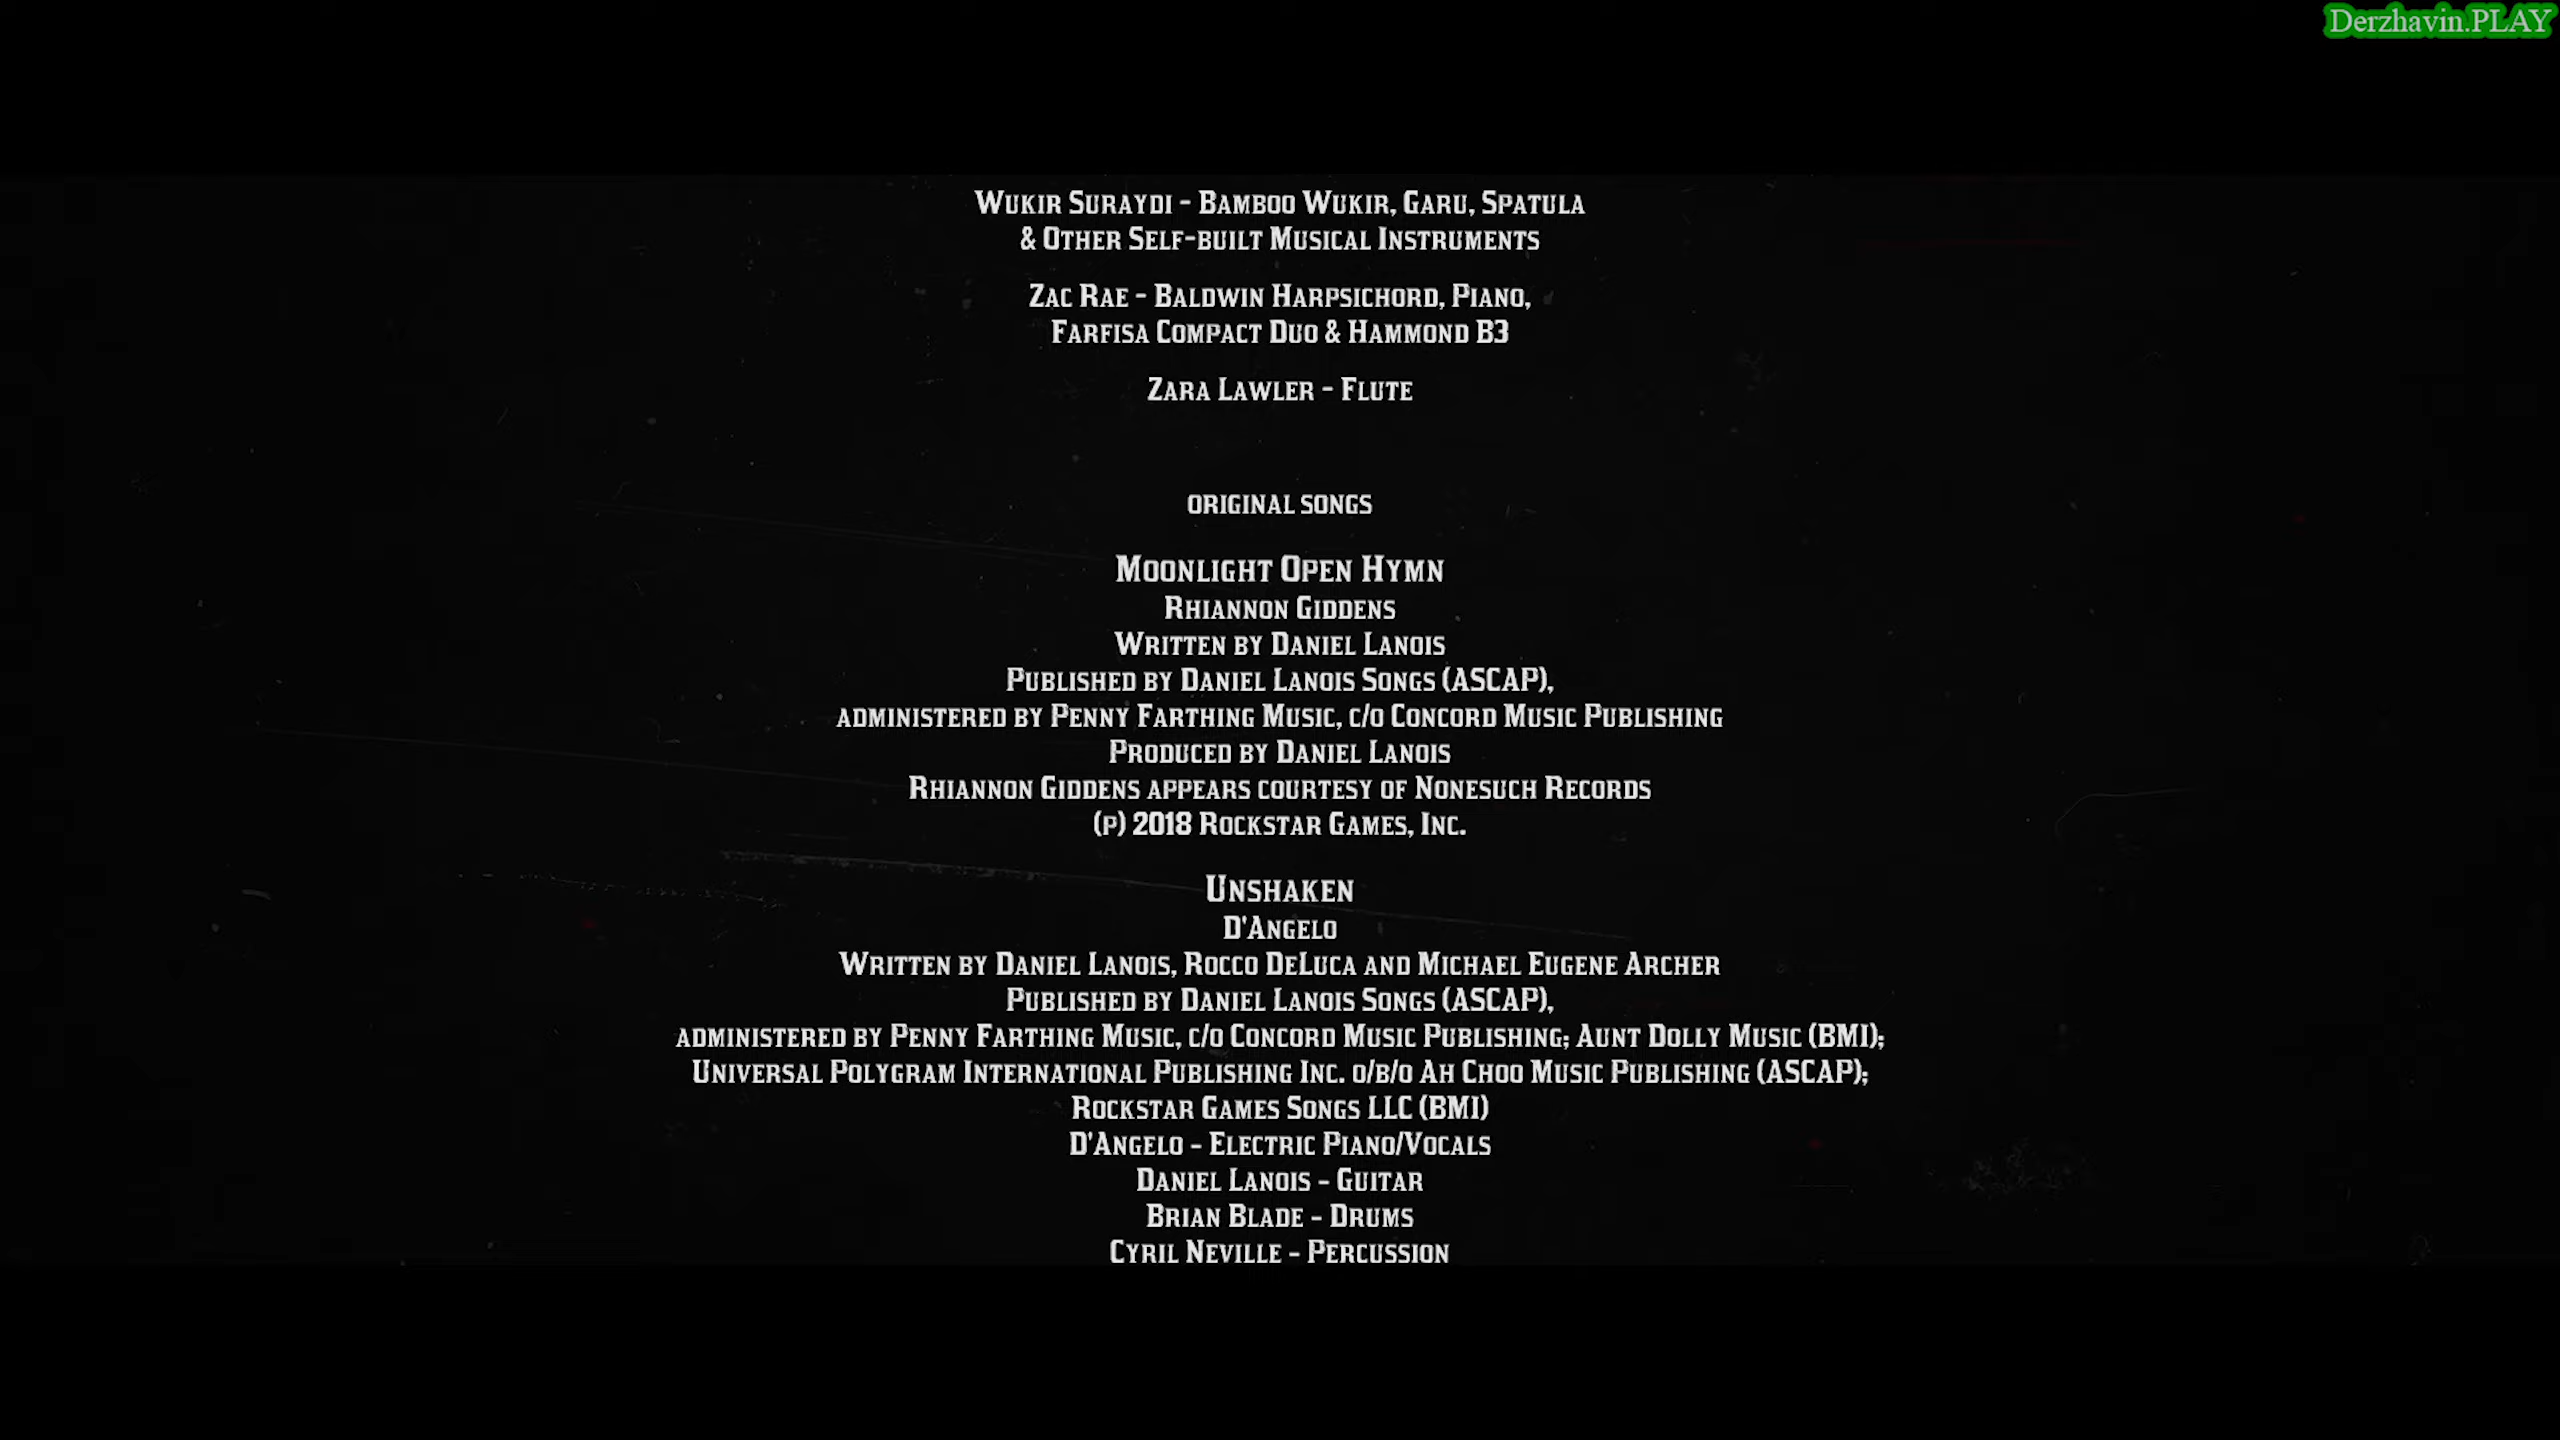 Derzhavin.PLAY
Wukir Suraydi - Bamboo Wukir, Garu, Spatula
& Other Self-built Musical Instruments
Zac Rae - Baldwin Harpsichord, Piano,
Farfisa Compact Duo & Hammond B3
Zara Lawler - Flute
original songs
Moonlight Open Hymn
Rhiannon Giddens
Written by Daniel Lanois
Published by Daniel Lanois Songs (ASCAP),
administered by Penny Farthing Music, c/o Concord Music Publishing
Produced by Daniel Lanois
Rhiannon Giddens appears courtesy of Nonesuch Records
(p) 2018 Rockstar Games, Inc.
Unshaken
D'Angelo
Written by Daniel Lanois, Rocco DeLuca and Michael Eugene Archer
Published by Daniel Lanois Songs (ASCAP),
administered by Penny Farthing Music, c/o Concord Music Publishing; Aunt Dolly Music (BMI);
Universal Polygram International Publishing Inc. o/b/o Ah Choo Music Publishing (ASCAP);
Rockstar Games Songs LLC (BMI)
D'Angelo - Electric Piano/Vocals
Daniel Lanois - Guitar
Brian Blade - Drums
Cyril Neville - Percussion